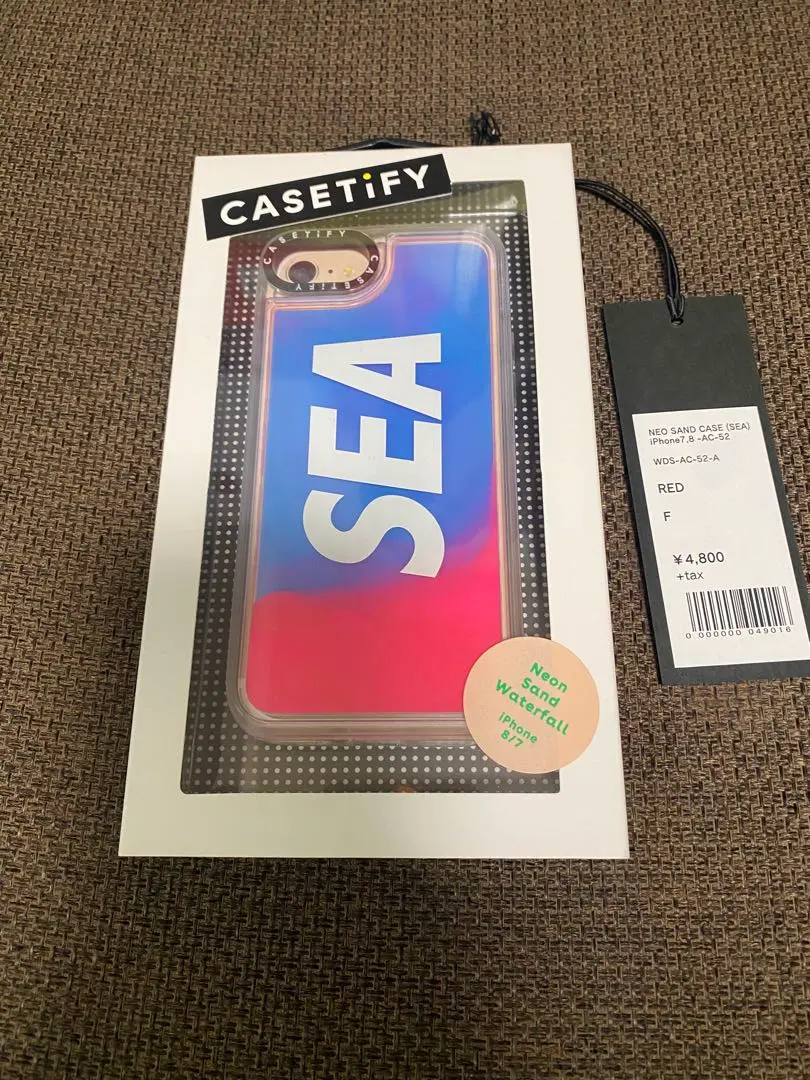 CASETiFY
CASETiFY
CASETiFY
SEA
Neon
Sand
Waterfall
iPhone
8/7
NEO SAND CASE (SEA)
iPhone7,8 -AC-52
WDS-AC-52-A
RED
F
¥4,800
+tax
0 000000 049016